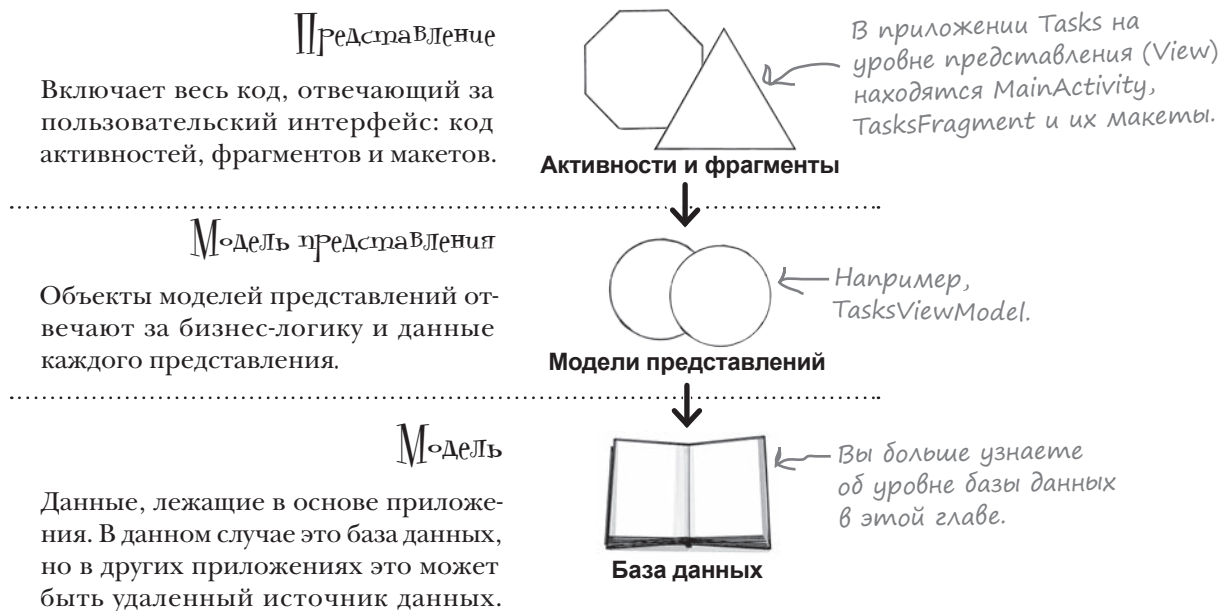 Представление
Включает весь код, отвечающий за
пользовательский интерфейс: код
активностей, фрагментов и макетов.
В приложении Tasks на
уровне представления (View)
находятся MainActivity,
TasksFragment и их макеты.
Активности и фрагменты
Модель представления
Объекты моделей представлений от-
вечают за бизнес-логику и данные
каждого представления.
Например,
TasksViewModel.
Модели представлений
Модель
Данные, лежащие в основе приложе-
ния. В данном случае это база данных,
но в других приложениях это может
быть удаленный источник данных.
Вы больше узнаете
об уровне базы данных
в этой главе.
База данных